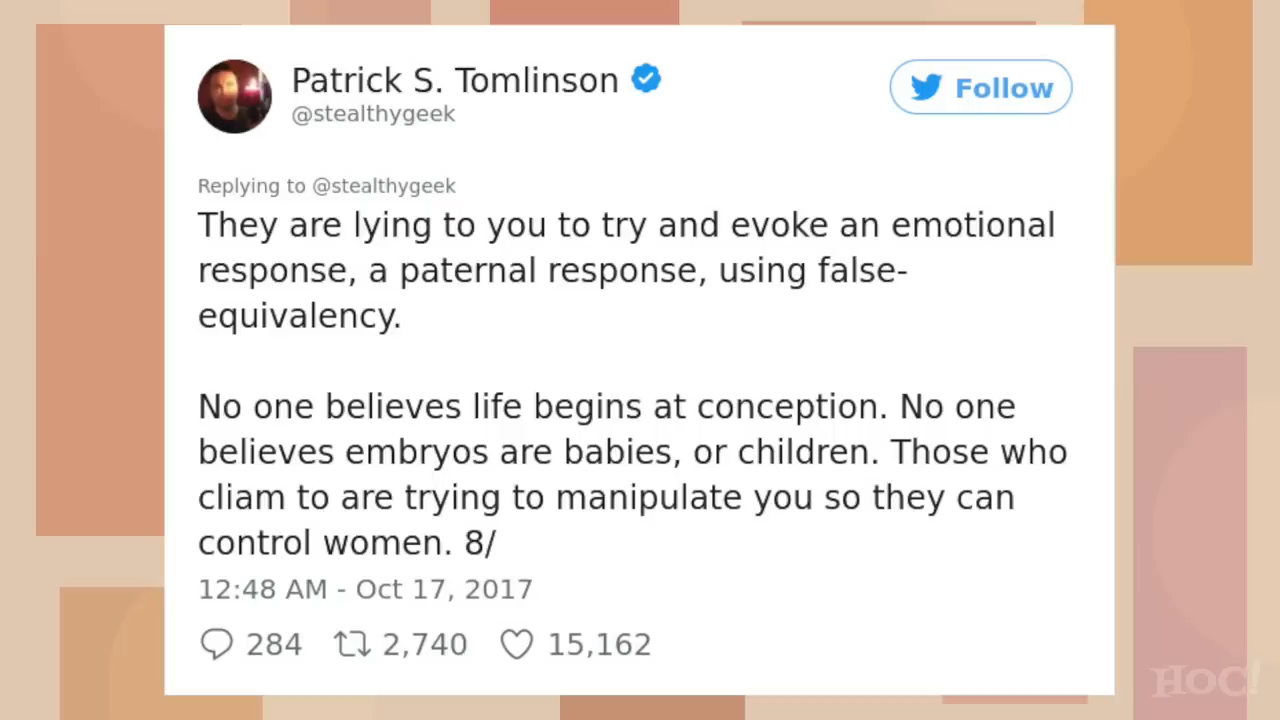 Patrick S. Tomlinson
@stealthygeek
Follow
Replying to @stealthygeek
They are lying to you to try and evoke an emotional
response, a paternal response, using false-
equivalency.
No one believes life begins at conception. No one
believes embryos are babies, or children. Those who
cliam to are trying to manipulate you so they can
control women. 8/
12:48 AM - Oct 17, 2017
284 2,740 15,162
HOC!